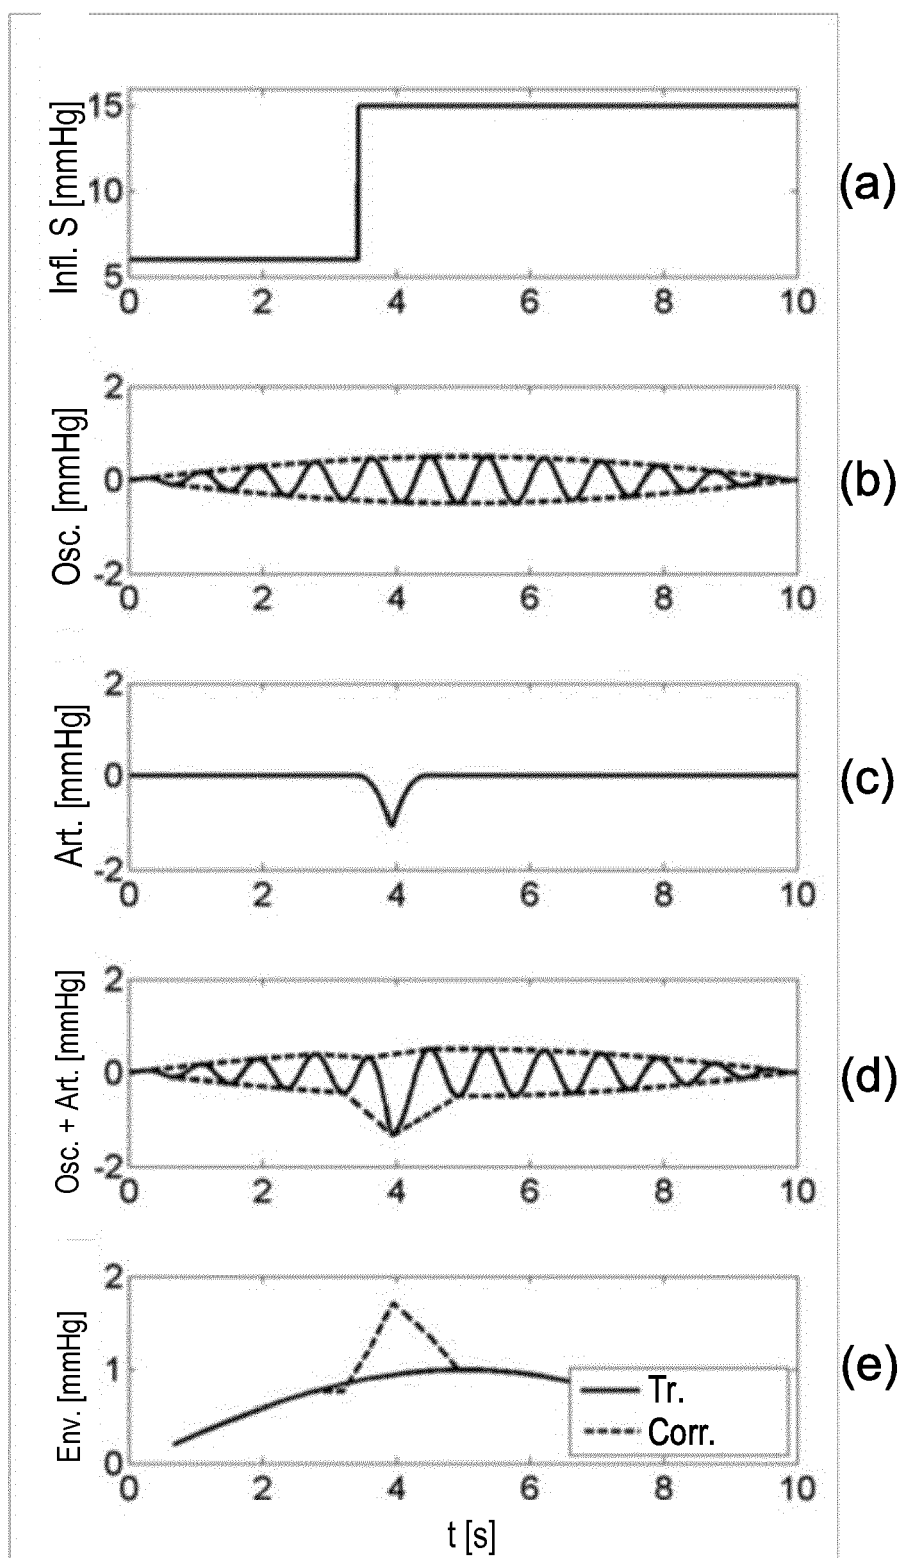 Infl. S [mmHg]
15
10
5
0 2 4 6 8 10
(a)
Osc. [mmHg]
2
0
-2
0 2 4 6 8 10
(b)
Art. [mmHg]
2
0
-2
0 2 4 6 8 10
(c)
Osc. + Art. [mmHg]
2
0
-2
0 2 4 6 8 10
(d)
Env. [mmHg]
2
1
0
0 2 4 6 8 10
(e)
Tr.
Corr.
t [s]